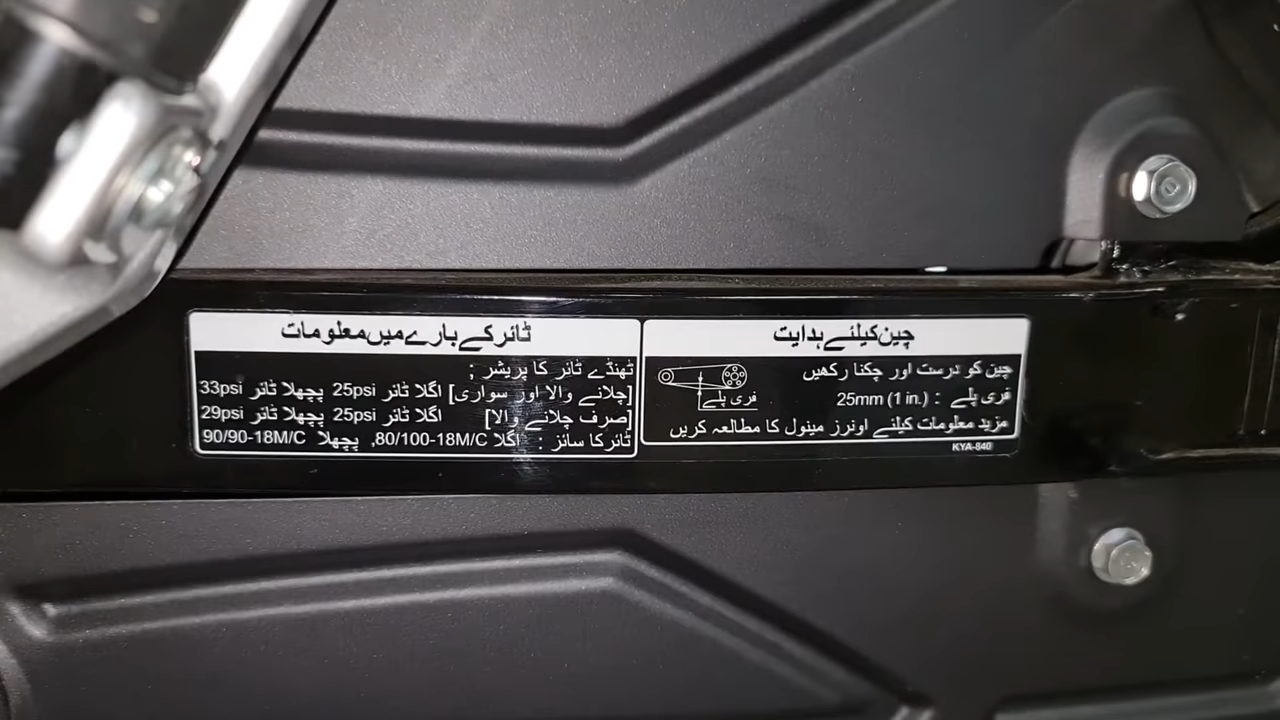 چین کیلئے ہدایت
چین کو درست اور چکنا رکھیں
فری پلے : 25mm (1 in.)
فری پلے
مزید معلومات کیلئے اونرز مینول کا مطالعہ کریں
KYA-840
ٹائر کے بارے میں معلومات
ٹھنڈے ٹائر کا پریشر ;
[چلانے والا اور سواری] اگلا ٹائر 25psi پچھلا ٹائر 33psi
[صرف چلانے والا] اگلا ٹائر 25psi پچھلا ٹائر 29psi
ٹائر کا سائز : اگلا 80/100-18M/C, پچھلا 90/90-18M/C